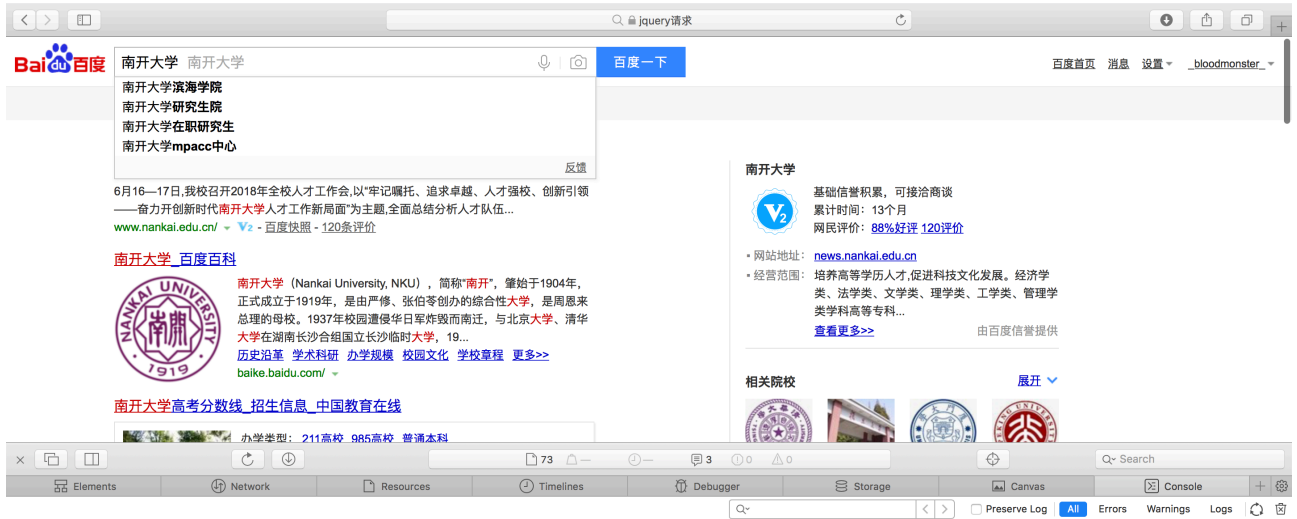 jquery请求
Bai du 百度
南开大学 南开大学
百度一下
百度首页 消息 设置 _bloodmonster_
南开大学滨海学院
南开大学研究生院
南开大学在职研究生
南开大学mpacc中心
反馈
6月16—17日,我校召开2018年全校人才工作会,以“牢记嘱托、追求卓越、人才强校、创新引领
——奋力开创新时代南开大学人才工作新局面”为主题,全面总结分析人才队伍...
www.nankai.edu.cn/ V2 - 百度快照 - 120条评价
南开大学_百度百科
NANKAI UNIVERSITY
南開
1919
南开大学（Nankai University, NKU），简称“南开”，肇始于1904年，
正式成立于1919年，是由严修、张伯苓创办的综合性大学，是周恩来
总理的母校。1937年校园遭侵华日军炸毁而南迁，与北京大学、清华
大学在湖南长沙合组国立长沙临时大学，19...
历史沿革 学术科研 办学规模 校园文化 学校章程 更多>>
baike.baidu.com/
南开大学高考分数线_招生信息_中国教育在线
办学类型： 211高校 985高校 普通本科
南开大学
V2
基础信誉积累，可接洽商谈
累计时间：13个月
网民评价：88%好评 120评价
网站地址： news.nankai.edu.cn
经营范围： 培养高等学历人才,促进科技文化发展。经济学
类、法学类、文学类、理学类、工学类、管理学
类学科高等专科...
查看更多>> 由百度信誉提供
相关院校 展开
73 — — 3 0 0 Search
Elements Network Resources Timelines Debugger Storage Canvas Console
Preserve Log All Errors Warnings Logs